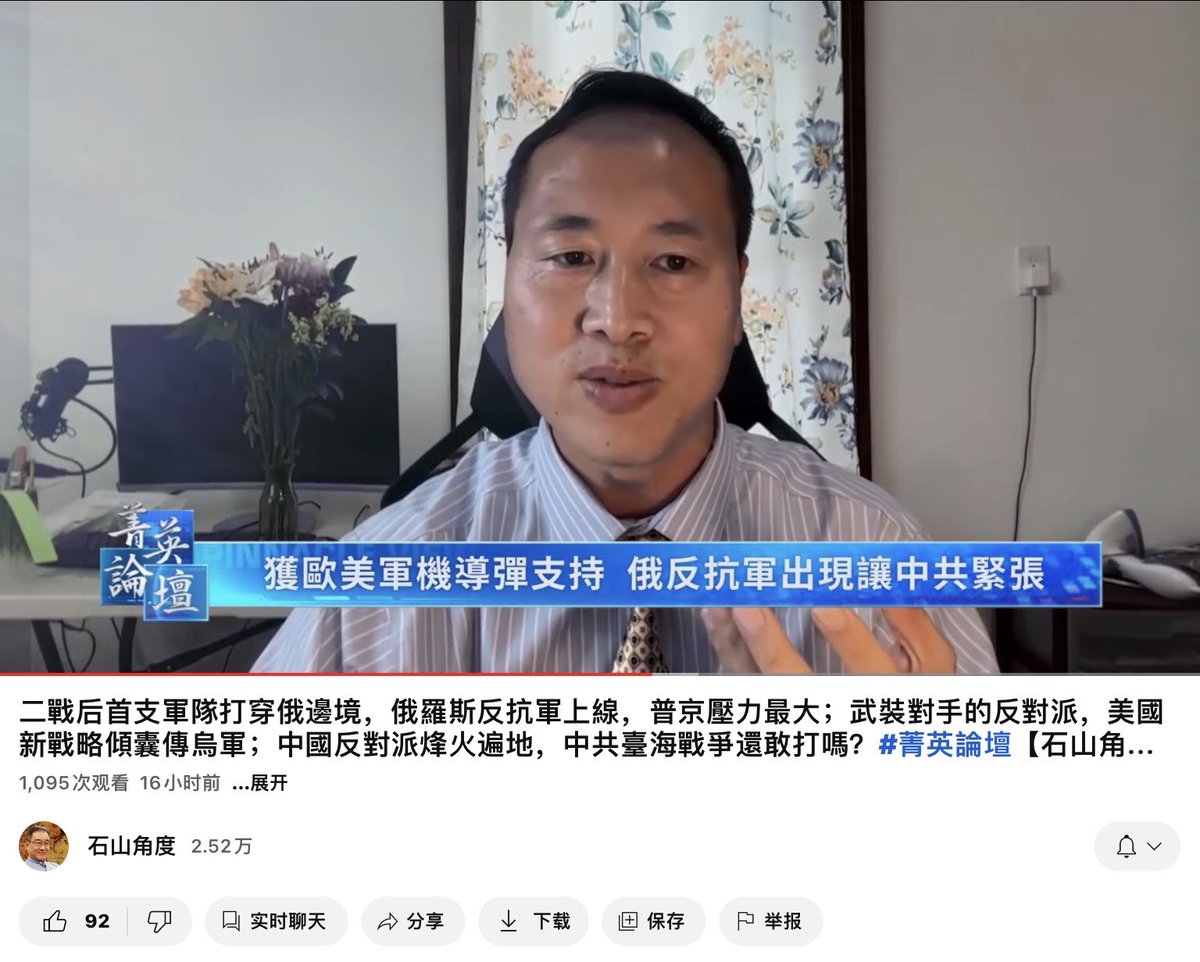 菁英
論壇
獲歐美軍機導彈支持 俄反抗軍出現讓中共緊張
二戰后首支軍隊打穿俄邊境，俄羅斯反抗軍上線，普京壓力最大；武裝對手的反對派，美國
新戰略傾囊傳烏軍；中國反對派烽火遍地，中共臺海戰爭還敢打嗎？#菁英論壇【石山角...
1,095次观看 16小时前 ...展开
石山角度 2.52万
92 实时聊天 分享 下载 保存 举报